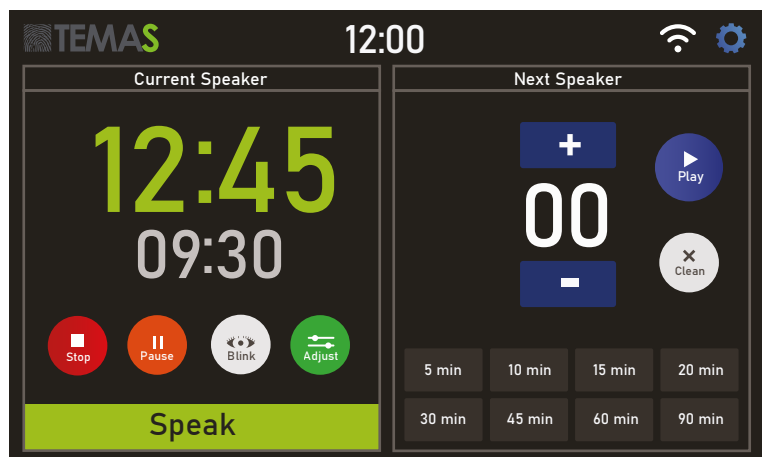 TEMAS
12:00
Current Speaker
12:45
09:30
Stop
Pause
Blink
Adjust
Speak
Next Speaker
+
00
-
Play
Clean
5 min
10 min
15 min
20 min
30 min
45 min
60 min
90 min